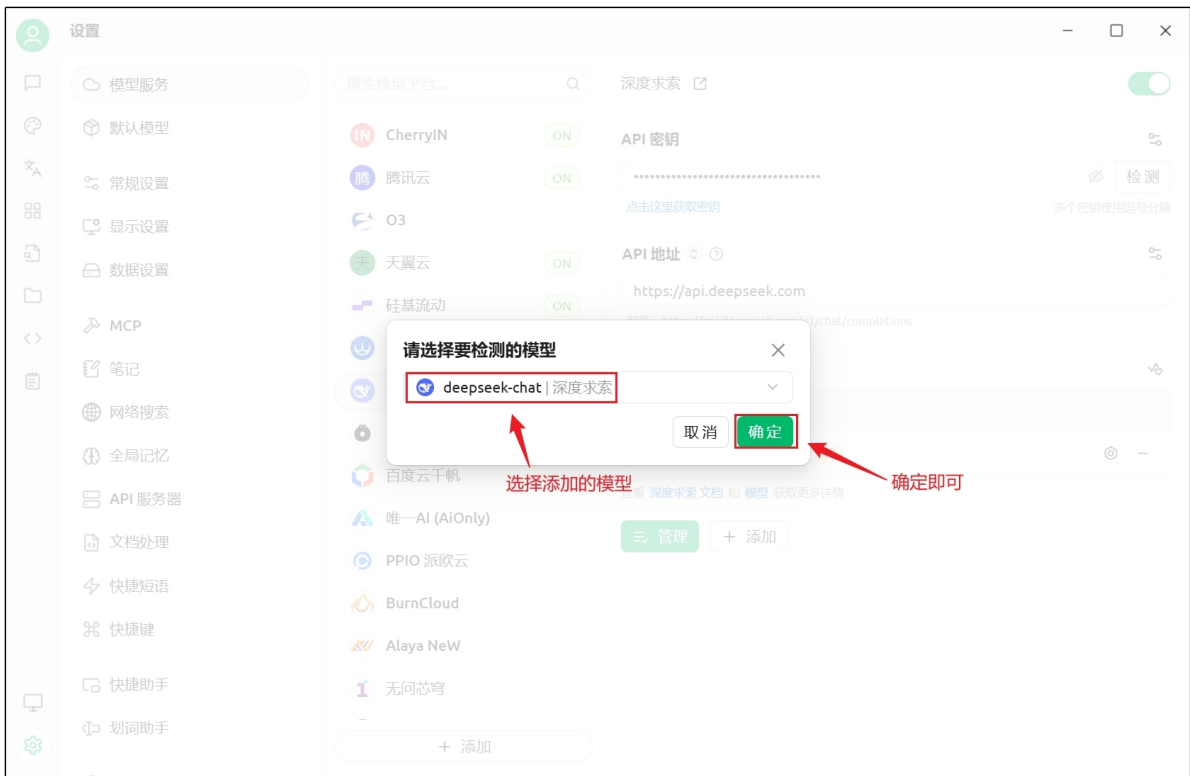 设置
模型服务
默认模型
常规设置
显示设置
数据设置
MCP
笔记
网络搜索
全局记忆
API 服务器
文档处理
快捷短语
快捷键
快捷助手
划词助手
搜索模型平台...
CherryIN ON
腾讯云 ON
O3
天翼云 ON
硅基流动 ON
百度云千帆
唯一AI (AiOnly)
PPIO 派欧云
BurnCloud
Alaya NeW
无问芯穹
+ 添加
深度求索
API 密钥
检测
点击这里获取密钥
多个密钥使用逗号分隔
API 地址
https://api.deepseek.com
/chat/completions
请选择要检测的模型
deepseek-chat | 深度求索
取消
确定
选择添加的模型
确定即可
深度求索 文档 和 模型 获取更多详情
管理
+ 添加